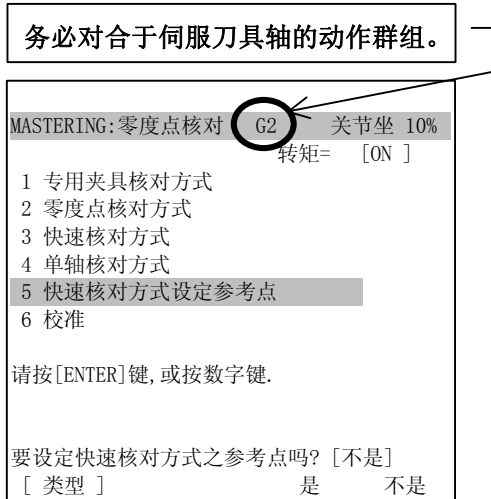 务必对合于伺服刀具轴的动作群组。
MASTERING:零度点核对 G2 关节坐 10%
转矩= [ON ]
1 专用夹具核对方式
2 零度点核对方式
3 快速核对方式
4 单轴核对方式
5 快速核对方式设定参考点
6 校准
请按[ENTER]键,或按数字键.
要设定快速核对方式之参考点吗? [不是]
[ 类型 ] 是 不是